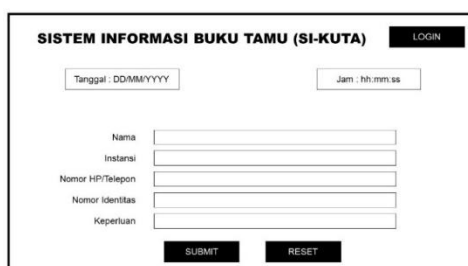 SISTEM INFORMASI BUKU TAMU (SI-KUTA) LOGIN
Tanggal : DD/MM/YYYY Jam : hh:mm:ss
Nama
Instansi
Nomor HP/Telepon
Nomor Identitas
Keperluan
SUBMIT RESET